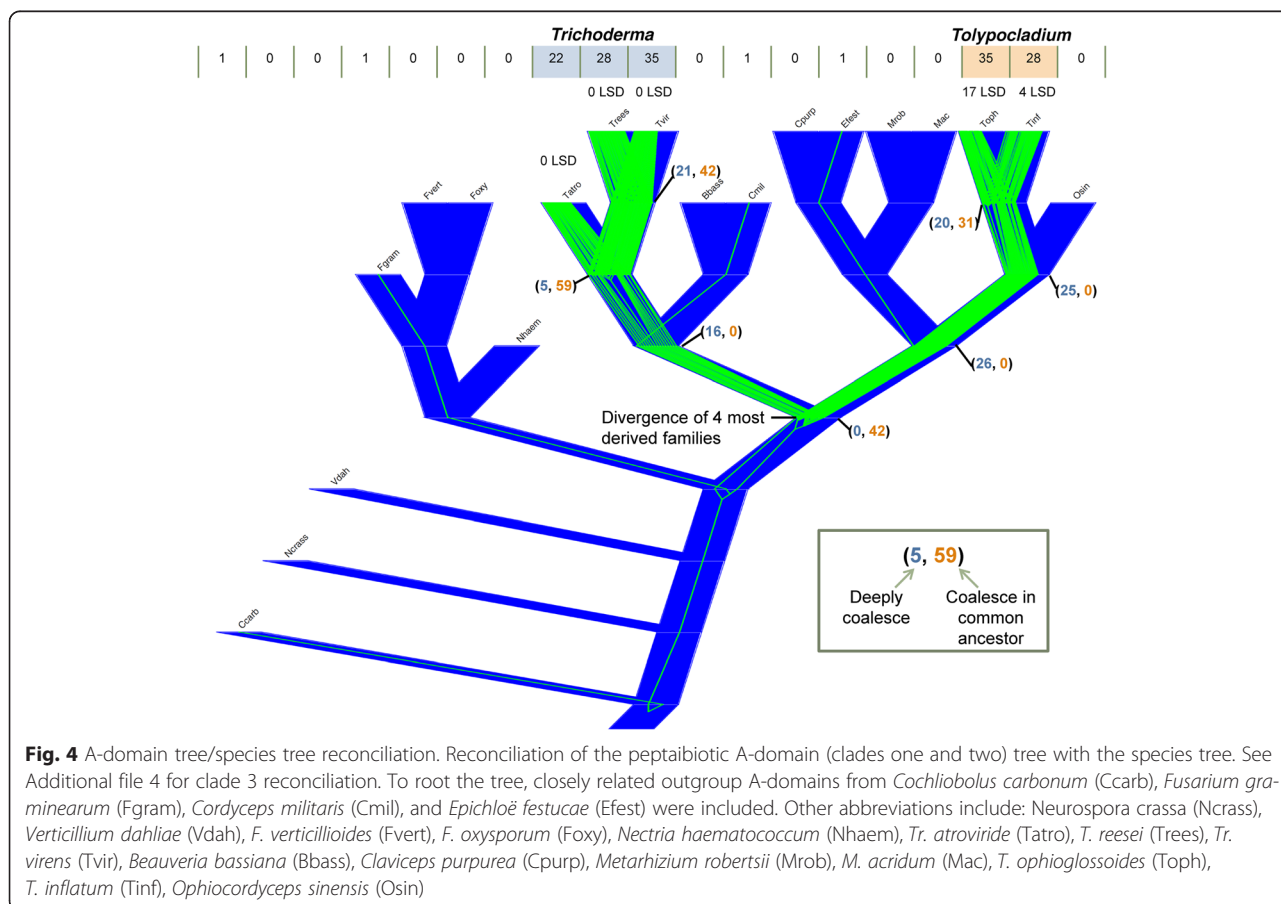 Trichoderma Tolypocladium
1 0 0 1 0 0 0 22 28 35 0 1 0 1 0 0 35 28 0
0 LSD 0 LSD 17 LSD 4 LSD
Trees Tvir Cpurp Efest Mrob Mac Toph Tinf
0 LSD
(21, 42)
Fvert Foxy Tatro Bbass Cmil (20, 31) Osin
Fgram
(5, 59) (25, 0)
Nhaem (16, 0)
(26, 0)
Divergence of 4 most
derived families
(0, 42)
Vdah
Ncrass
(5, 59)
Deeply
coalesce
Coalesce in
common
ancestor
Ccarb
Fig. 4 A-domain tree/species tree reconciliation. Reconciliation of the peptaibiotic A-domain (clades one and two) tree with the species tree. See
Additional file 4 for clade 3 reconciliation. To root the tree, closely related outgroup A-domains from Cochliobolus carbonum (Ccarb), Fusarium gra-
minearum (Fgram), Cordyceps militaris (Cmil), and Epichloë festucae (Efest) were included. Other abbreviations include: Neurospora crassa (Ncrass),
Verticillium dahliae (Vdah), F. verticillioides (Fvert), F. oxysporum (Foxy), Nectria haematococcum (Nhaem), Tr. atroviride (Tatro), T. reesei (Trees), Tr.
virens (Tvir), Beauveria bassiana (Bbass), Claviceps purpurea (Cpurp), Metarhizium robertsii (Mrob), M. acridum (Mac), T. ophioglossoides (Toph),
T. inflatum (Tinf), Ophiocordyceps sinensis (Osin)